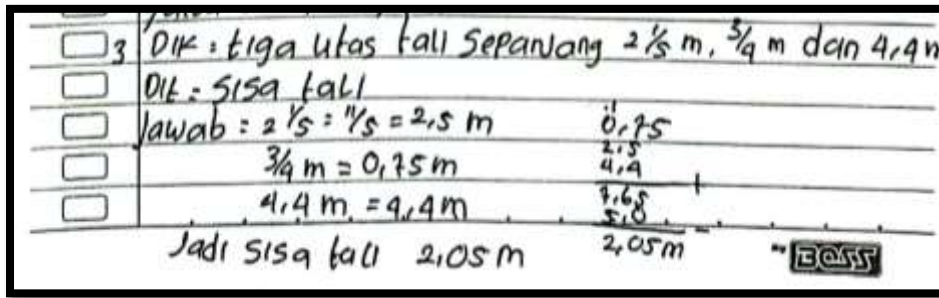 3 Dik : tiga utas tali sepanjang 2 1/5 m, 3/4 m dan 4,4 m
Dit : sisa tali
Jawab : 2 1/5 = 11/5 = 2,5 m
3/4 m = 0,75 m
4,4 m = 4,4 m
Jadi sisa tali 2,05 m
0,75
2,5
4,4 +
7,65
5,0 -
2,05 m
BOSS